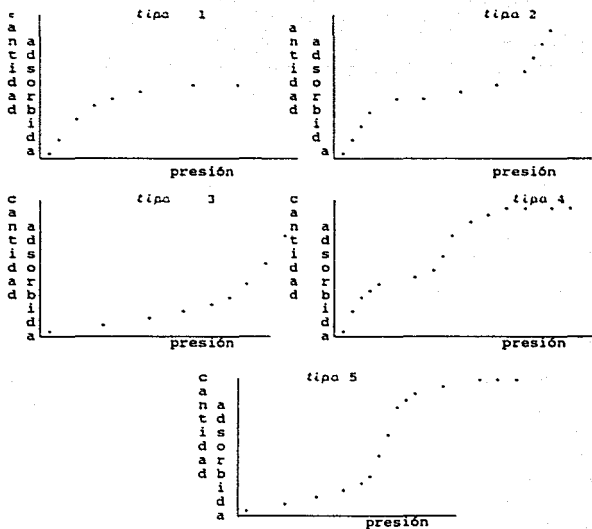 tipo 1
cantidad
adsorbida
presión
tipo 2
cantidad
adsorbida
presión
tipo 3
cantidad
adsorbida
presión
tipo 4
cantidad
adsorbida
presión
tipo 5
cantidad
adsorbida
presión